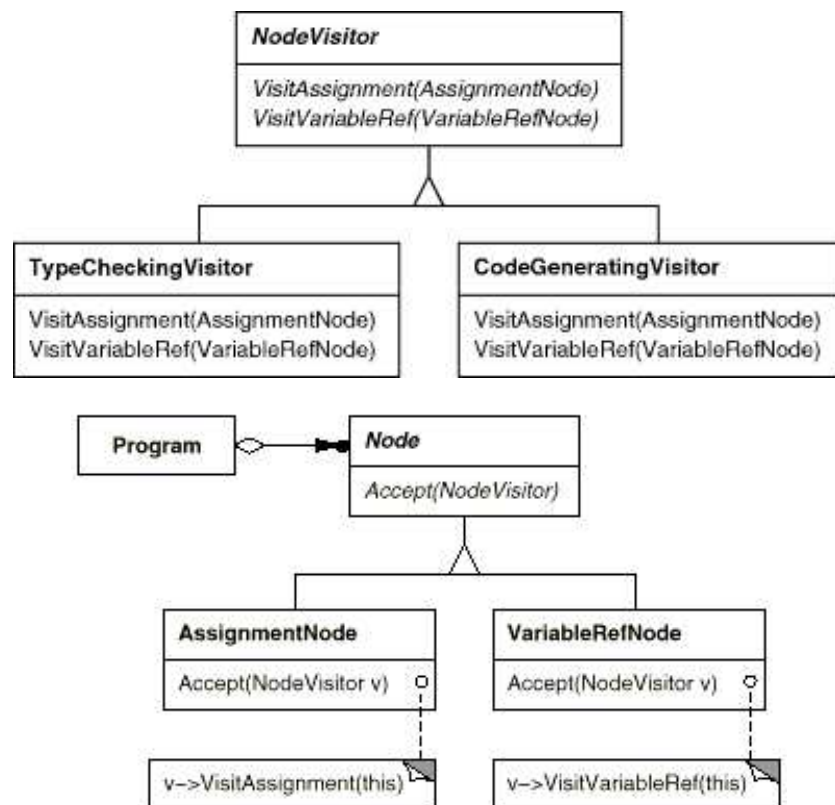 NodeVisitor
VisitAssignment(AssignmentNode)
VisitVariableRef(VariableRefNode)
TypeCheckingVisitor
VisitAssignment(AssignmentNode)
VisitVariableRef(VariableRefNode)
CodeGeneratingVisitor
VisitAssignment(AssignmentNode)
VisitVariableRef(VariableRefNode)
Program
Node
Accept(NodeVisitor)
AssignmentNode
Accept(NodeVisitor v)
v->VisitAssignment(this)
VariableRefNode
Accept(NodeVisitor v)
v->VisitVariableRef(this)